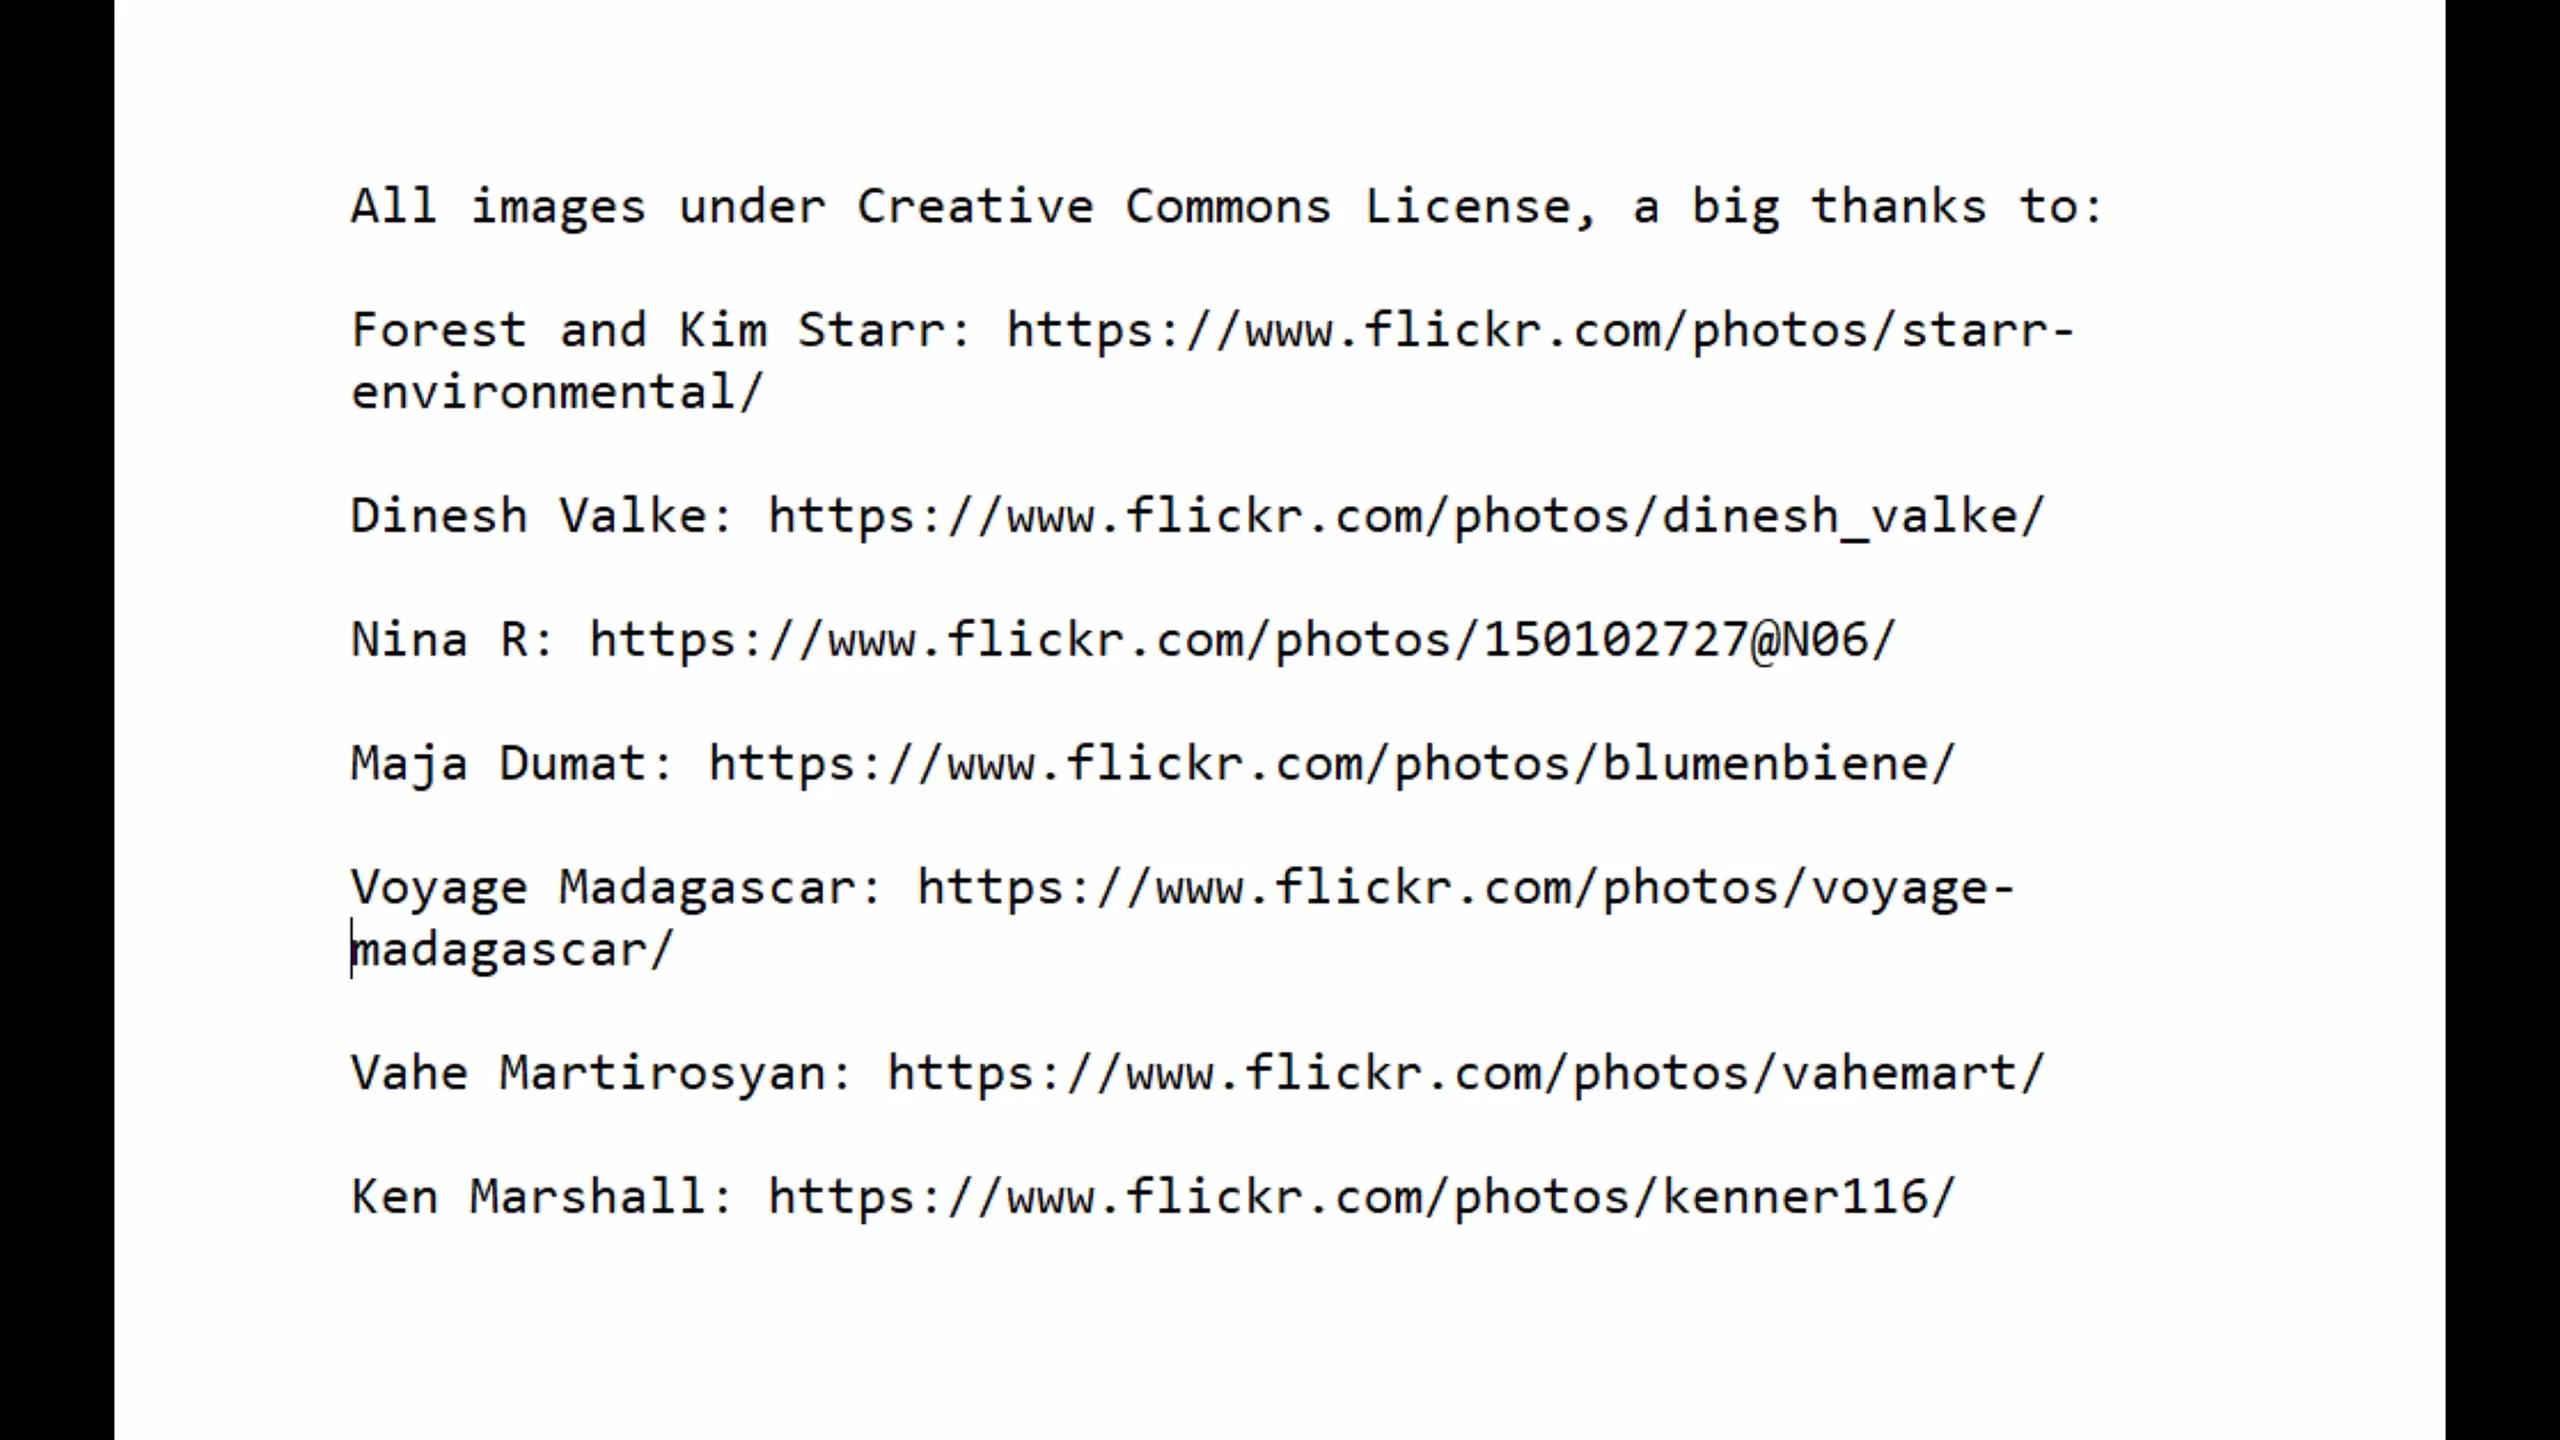 All images under Creative Commons License, a big thanks to:
Forest and Kim Starr: https://www.flickr.com/photos/starr-
environmental/
Dinesh Valke: https://www.flickr.com/photos/dinesh_valke/
Nina R: https://www.flickr.com/photos/150102727@N06/
Maja Dumat: https://www.flickr.com/photos/blumenbiene/
Voyage Madagascar: https://www.flickr.com/photos/voyage-
madagascar/
Vahe Martirosyan: https://www.flickr.com/photos/vahemart/
Ken Marshall: https://www.flickr.com/photos/kenner116/